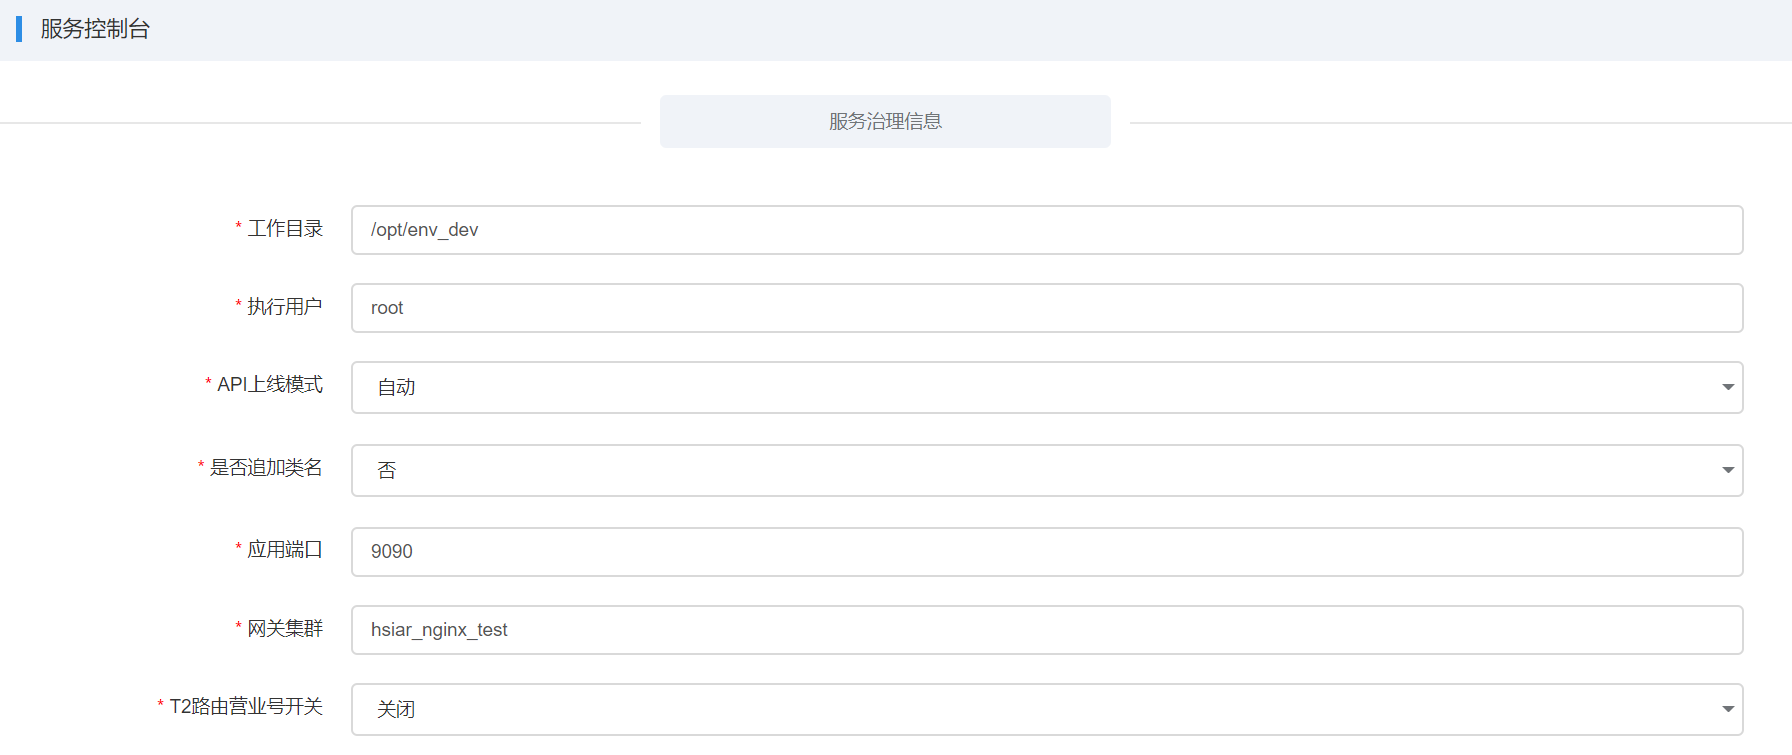 服务控制台
服务治理信息
* 工作目录 /opt/env_dev
* 执行用户 root
* API上线模式 自动
* 是否追加类名 否
* 应用端口 9090
* 网关集群 hsiar_nginx_test
* T2路由营业号开关 关闭